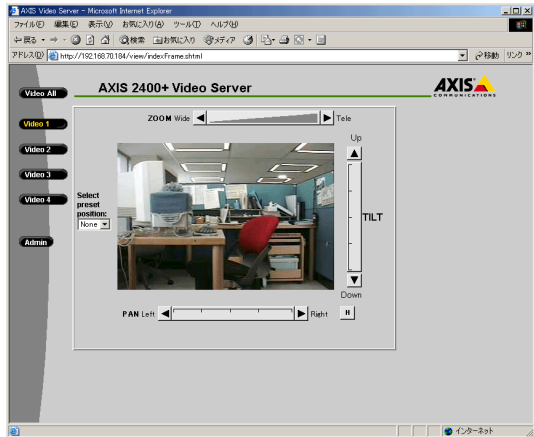 AXIS Video Server - Microsoft Internet Explorer
ファイル(F) 編集(E) 表示(V) お気に入り(A) ツール(T) ヘルプ(H)
戻る 検索 お気に入り メディア
アドレス(D) http://192.168.70.184/view/indexFrame.shtml 移動 リンク »
Video All
AXIS 2400+ Video Server
AXIS
COMMUNICATIONS
Video 1
ZOOM Wide Tele
Up
Video 2
Video 3
Video 4
Select
preset
position:
None
TILT
Admin
Down
PAN Left Right H
インターネット